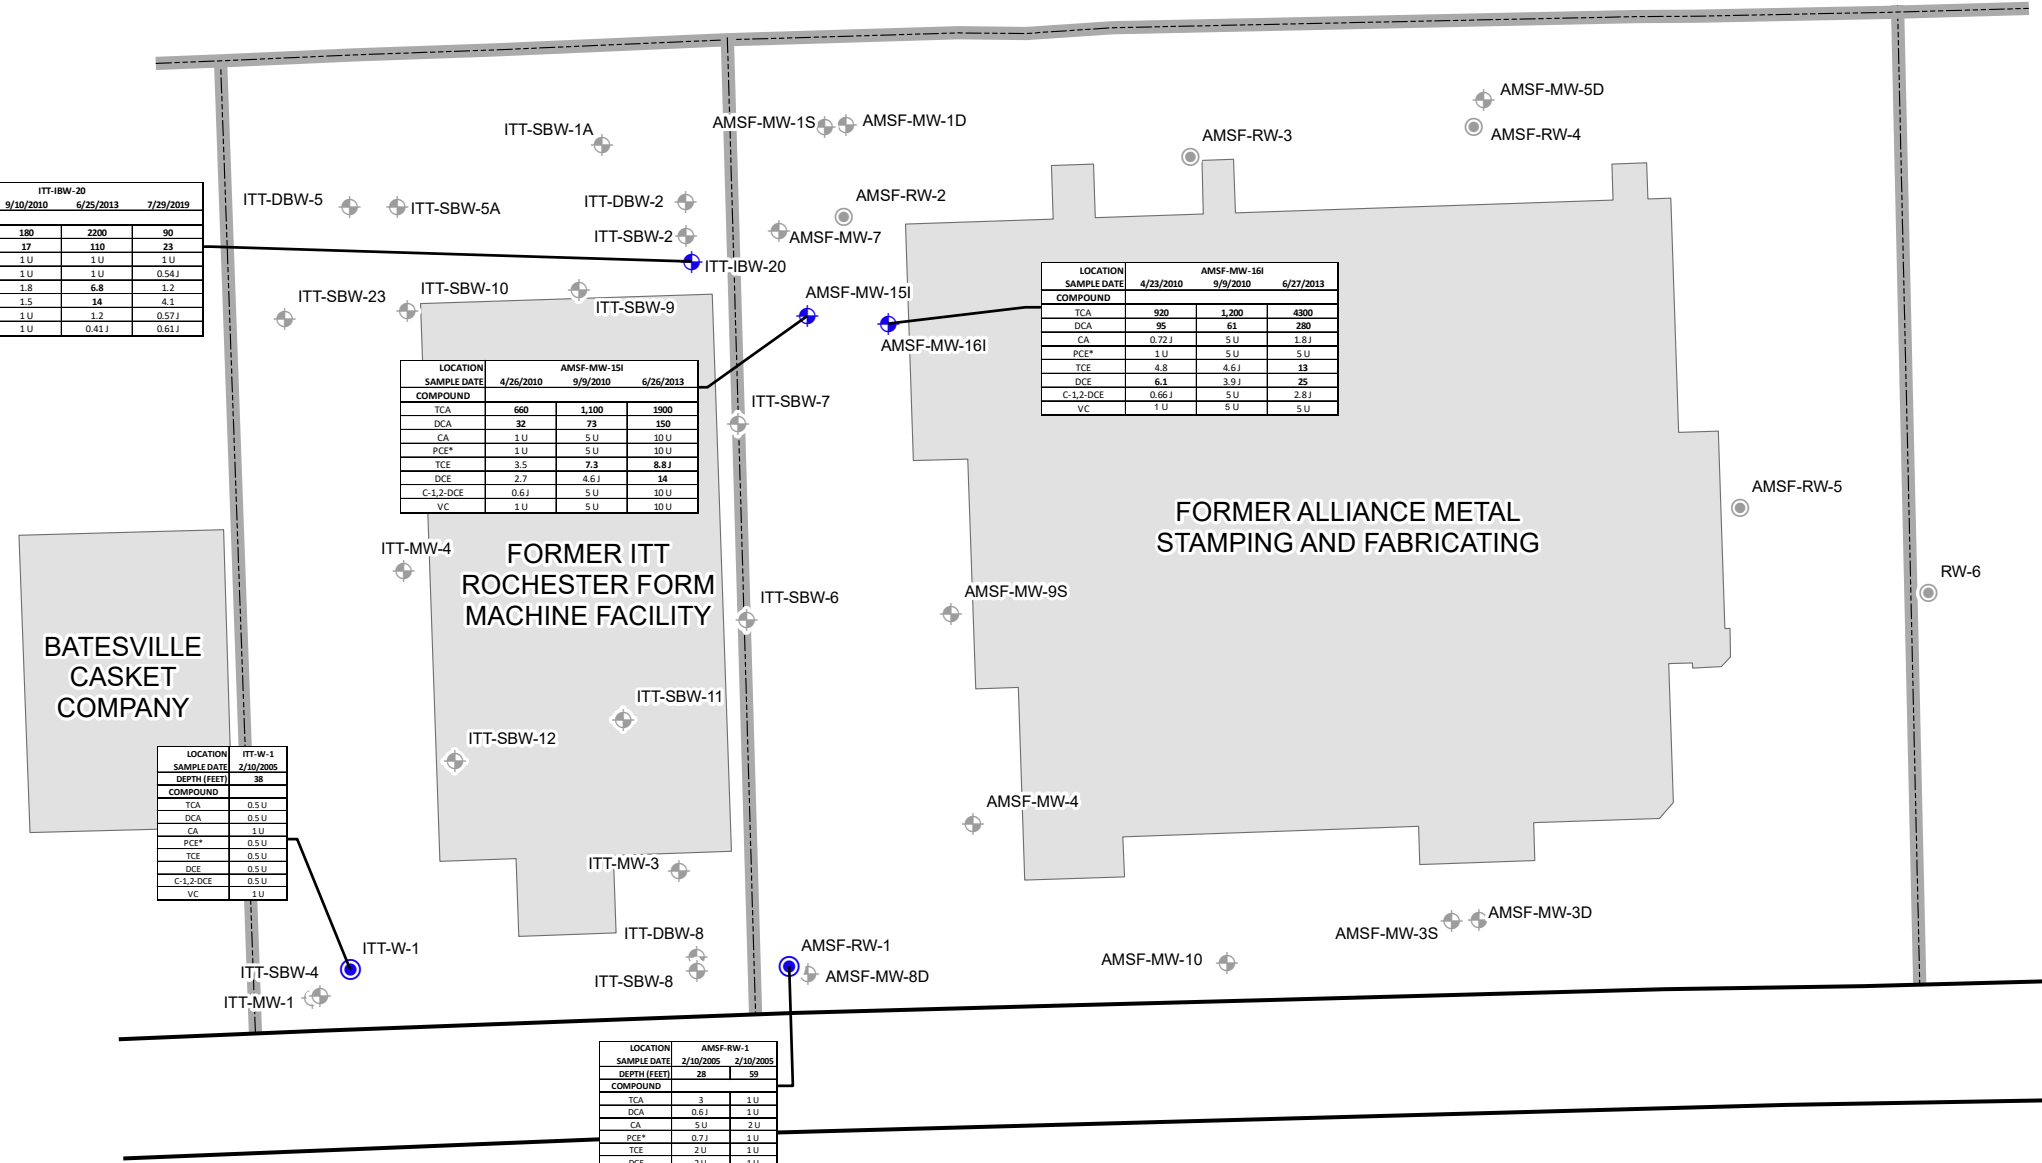 AMSF-MW-5D
AMSF-RW-4
AMSF-MW-1S
AMSF-MW-1D
ITT-SBW-1A
AMSF-RW-3
ITT-IBW-20
9/10/2010 6/25/2013 7/29/2019
180 2200 90
17 110 23
1 U 1 U 1 U
1 U 1 U 0.54 J
1.8 6.8 1.2
1.5 14 4.1
1 U 1.2 0.57 J
1 U 0.41 J 0.61 J
ITT-DBW-5
ITT-SBW-5A
ITT-DBW-2
AMSF-RW-2
ITT-SBW-2
AMSF-MW-7
ITT-IBW-20
ITT-SBW-23
ITT-SBW-10
ITT-SBW-9
AMSF-MW-15I
AMSF-MW-16I
LOCATION AMSF-MW-16I
SAMPLE DATE 4/23/2010 9/9/2010 6/27/2013
COMPOUND
TCA 920 1,200 4300
DCA 95 61 280
CA 0.72 J 5 U 1.8 J
PCE* 1 U 5 U 5 U
TCE 4.8 4.6 J 13
DCE 6.1 3.9 J 25
C-1,2-DCE 0.66 J 5 U 2.8 J
VC 1 U 5 U 5 U
LOCATION AMSF-MW-15I
SAMPLE DATE 4/26/2010 9/9/2010 6/26/2013
COMPOUND
TCA 660 1,100 1900
DCA 32 73 150
CA 1 U 5 U 10 U
PCE* 1 U 5 U 10 U
TCE 3.5 7.3 8.8 J
DCE 2.7 4.6 J 14
C-1,2-DCE 0.6 J 5 U 10 U
VC 1 U 5 U 10 U
ITT-SBW-7
AMSF-RW-5
FORMER ALLIANCE METAL
STAMPING AND FABRICATING
ITT-MW-4
FORMER ITT
ROCHESTER FORM
MACHINE FACILITY
RW-6
AMSF-MW-9S
ITT-SBW-6
BATESVILLE
CASKET
COMPANY
ITT-SBW-11
ITT-SBW-12
LOCATION ITT-W-1
SAMPLE DATE 2/10/2005
DEPTH (FEET) 38
COMPOUND
TCA 0.5 U
DCA 0.5 U
CA 1 U
PCE* 0.5 U
TCE 0.5 U
DCE 0.5 U
C-1,2-DCE 0.5 U
VC 1 U
AMSF-MW-4
ITT-MW-3
AMSF-MW-3D
AMSF-MW-3S
ITT-DBW-8
ITT-W-1
AMSF-RW-1
AMSF-MW-10
ITT-SBW-4
AMSF-MW-8D
ITT-SBW-8
ITT-MW-1
LOCATION AMSF-RW-1
SAMPLE DATE 2/10/2005 2/10/2005
DEPTH (FEET) 28 59
COMPOUND
TCA 3 1 U
DCA 0.6 J 1 U
CA 5 U 2 U
PCE* 0.7 J 1 U
TCE 2 U 1 U